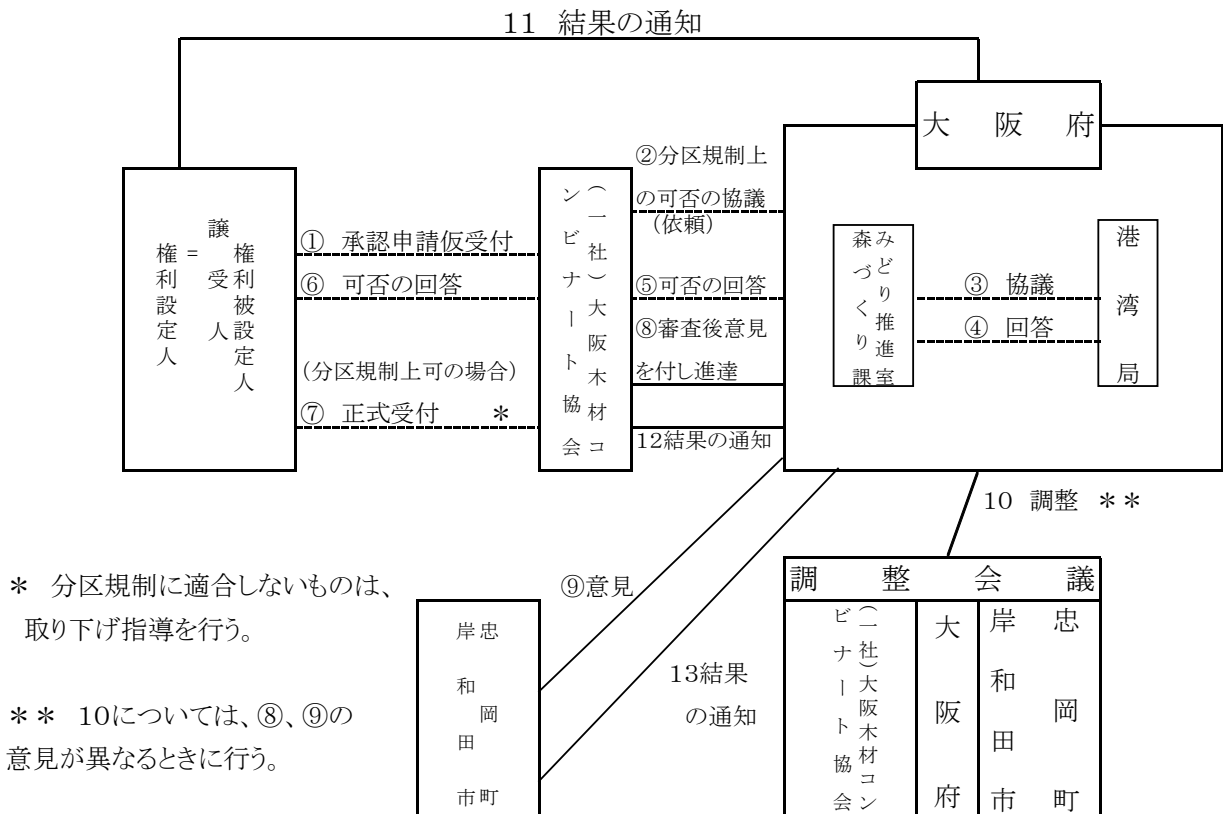 11 結果の通知
大阪府
譲受人
権利被設定人
=
権利設定人
① 承認申請仮受付
⑥ 可否の回答
(分区規制上可の場合)
⑦ 正式受付 *
(一社)大阪木材コ
ンビナート協会
②分区規制上
の可否の協議
(依頼)
⑤可否の回答
⑧審査後意見
を付し進達
12結果の通知
みどり推進室
森づくり課
③ 協議
④ 回答
港湾局
10 調整 **
* 分区規制に適合しないものは、
取り下げ指導を行う。
** 10については、⑧、⑨の
意見が異なるときに行う。
⑨意見
13結果
の通知
忠岡町
岸和田市
調整会議
(一社)大阪木材コン
ビナート協会
大阪府
岸和田市
忠岡町